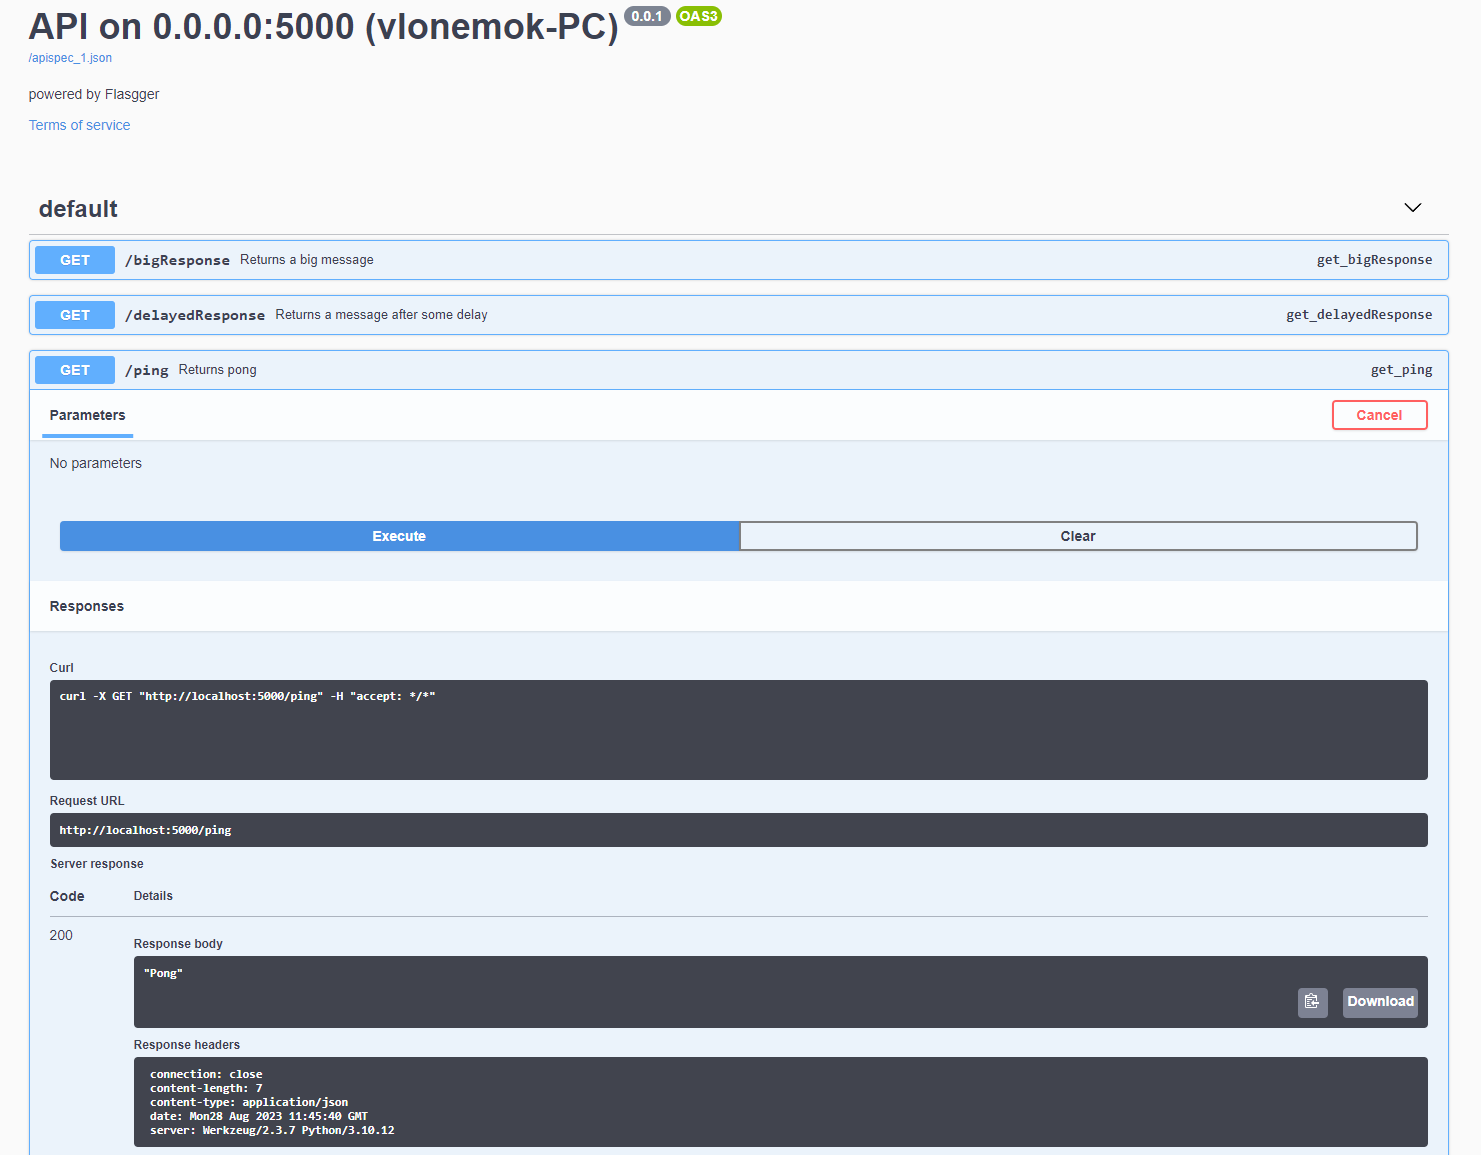 API on 0.0.0.0:5000 (vlonemok-PC) 0.0.1 OAS3
/apispec_1.json
powered by Flasgger
Terms of service
default
GET /bigResponse Returns a big message get_bigResponse
GET /delayedResponse Returns a message after some delay get_delayedResponse
GET /ping Returns pong get_ping
Parameters Cancel
No parameters
Execute Clear
Responses
Curl
curl -X GET "http://localhost:5000/ping" -H "accept: */*"
Request URL
http://localhost:5000/ping
Server response
Code Details
200
Response body
"Pong"
Download
Response headers
connection: close
content-length: 7
content-type: application/json
date: Mon28 Aug 2023 11:45:40 GMT
server: Werkzeug/2.3.7 Python/3.10.12